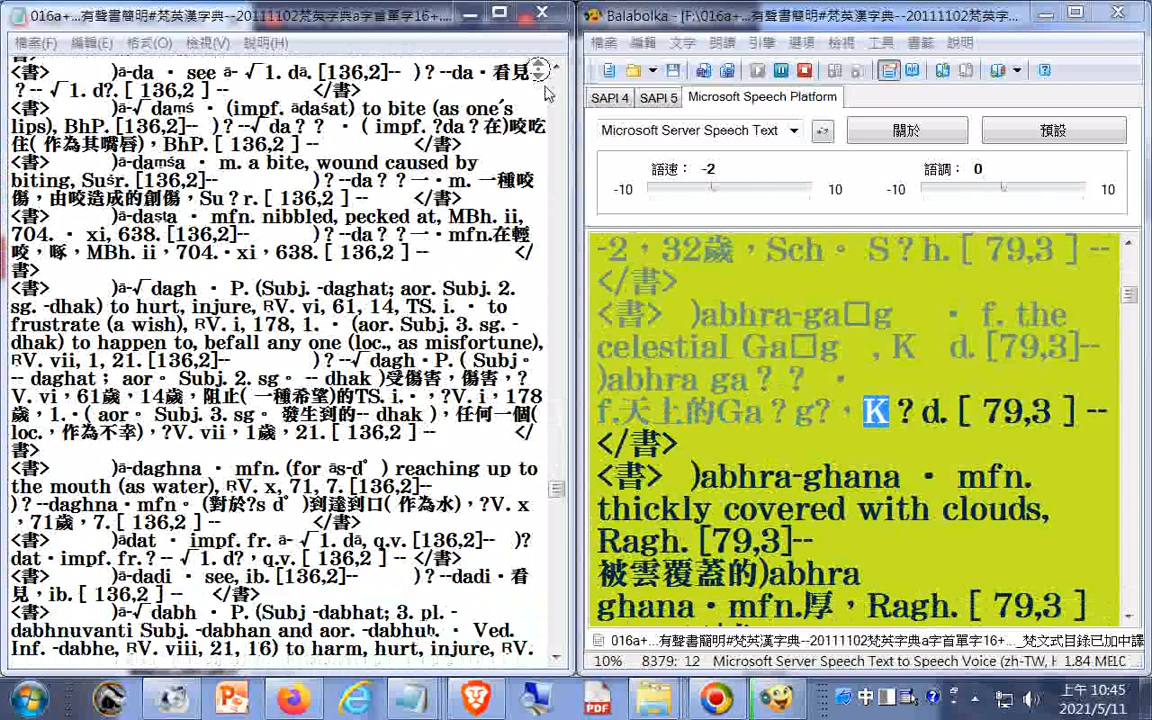 016a+...有聲書簡明#梵英漢字典--20111102梵英字典a字首單字16+...
檔案(F) 編輯(E) 格式(O) 檢視(V) 說明(H)
<書> )ā-da · see ā- √1. dā. [136,2]-- )?--da·看見
?--√1. d?. [ 136,2 ] -- </書>
<書> )ā-√daṃś · (impf. ādaśat) to bite (as one's
lips), BhP. [136,2]-- )?--√da? ? · ( impf. ?da?在)咬吃
住( 作為其嘴唇)，BhP. [ 136,2 ] -- </書>
<書> )ā-daṃśa · m. a bite, wound caused by
biting, Suśr. [136,2]-- )?--da? ?一·m. 一種咬
傷，由咬造成的創傷，Su?r. [ 136,2 ] -- </書>
<書> )ā-daṣṭa · mfn. nibbled, pecked at, MBh. ii,
704. · xi, 638. [136,2]-- )?--da? ?一·mfn.在輕
咬，啄，MBh. ii，704.·xi，638. [ 136,2 ] -- </
書>
<書> )ā-√dagh · P. (Subj. -daghat; aor. Subj. 2.
sg. -dhak) to hurt, injure, RV. vi, 61, 14, TS. i. · to
frustrate (a wish), RV. i, 178, 1. · (aor. Subj. 3. sg. -
dhak) to happen to, befall any one (loc., as misfortune),
RV. vii, 1, 21. [136,2]-- )?--√dagh·P. ( Subj。
-- daghat； aor。 Subj. 2. sg。 -- dhak )受傷害，傷害，?
V. vi，61歲，14歲，阻止( 一種希望)的TS. i.·，?V. i，178
歲，1.·( aor。 Subj. 3. sg。 發生到的-- dhak )，任何一個(
loc.，作為不幸)，?V. vii，1歲，21. [ 136,2 ] -- </
書>
<書> )ā-daghna · mfn. (for ās-d° ) reaching up to
the mouth (as water), RV. x, 71, 7. [136,2]--
)?--daghna·mfn。 (對於?s d° )到達到口( 作為水)，?V. x
，71歲，7. [ 136,2 ] -- </書>
<書> )ādat · impf. fr. ā- √1. dā, q.v. [136,2]-- )?
dat·impf. fr.?--√1. d?，q.v. [ 136,2 ] -- </書>
<書> )ā-dadi · see, ib. [136,2]-- )?--dadi·看
見，ib. [ 136,2 ] -- </書>
<書> )ā-√dabh · P. (Subj -dabhat; 3. pl. -
dabhnuvanti Subj. -dabhan and aor. -dabhuḥ. · Ved.
Inf. -dabhe, RV. viii, 21, 16) to harm, hurt, injure, RV.
Balabolka - [F:\016a+...有聲書簡明#梵英漢字典--20111102梵英字...
檔案 編輯 文字 朗讀 引擎 選項 檢視 工具 書籤 說明
SAPI 4 SAPI 5 Microsoft Speech Platform
Microsoft Server Speech Text 關於 預設
語速： -2 語調： 0
-10 10 -10 10
-2，32歲，Sch。 S?h. [ 79,3 ] --
</書>
<書> )abhra-ga□g · f. the
celestial Ga□g , K d. [79,3]--
)abhra ga? ? ·
f.天上的Ga?g?，K?d. [ 79,3 ] --
</書>
<書> )abhra-ghana · mfn.
thickly covered with clouds,
Ragh. [79,3]--
被雲覆蓋的)abhra
ghana·mfn.厚，Ragh. [ 79,3 ]
016a+...有聲書簡明#梵英漢字典--20111102梵英字典a字首單字16+..._梵文式目錄已加中譯
10% 8379: 12 Microsoft Server Speech Text to Speech Voice (zh-TW, H 1.84 MELC
PDF 中 上午 10:45
2021/5/11